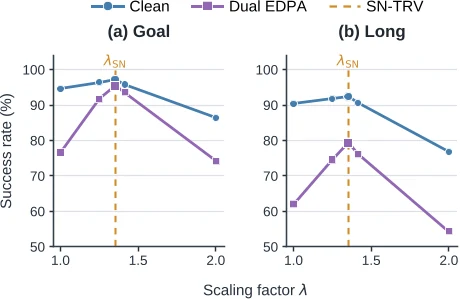 Clean Dual EDPA SN-TRV
(a) Goal (b) Long
λSN λSN
Success rate (%)
100 100
90 90
80 80
70 70
60 60
50 50
1.0 1.5 2.0 1.0 1.5 2.0
Scaling factor λ